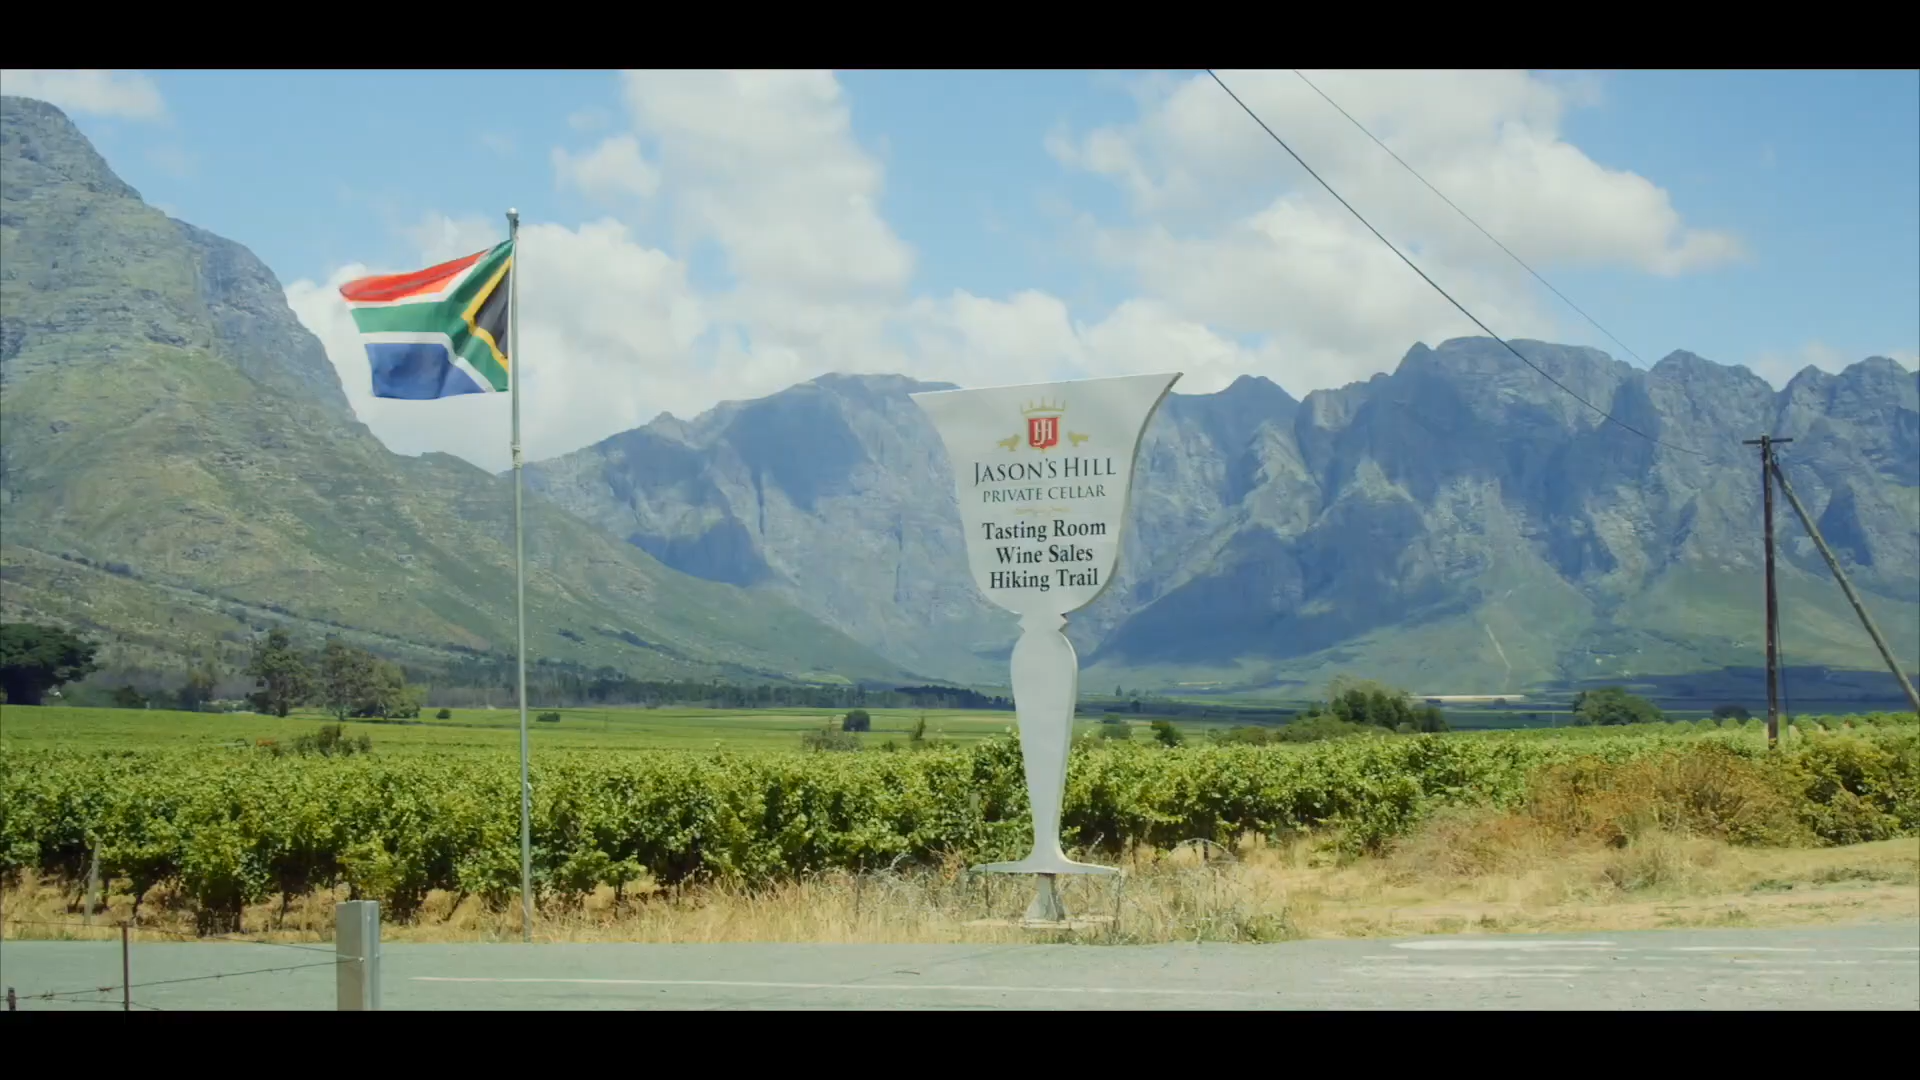 JH
JASON'S HILL
PRIVATE CELLAR
Tasting Room
Wine Sales
Hiking Trail